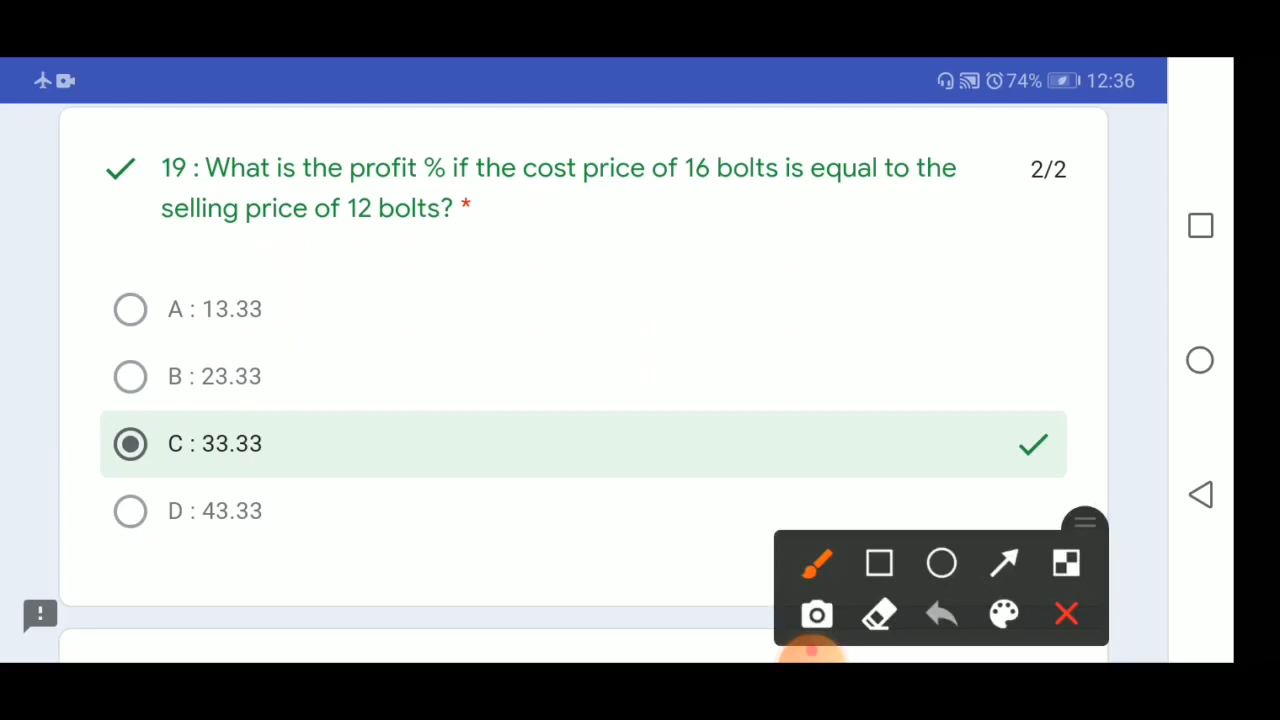 74% 12:36
19 : What is the profit % if the cost price of 16 bolts is equal to the 2/2
selling price of 12 bolts? *
A : 13.33
B : 23.33
C : 33.33
D : 43.33